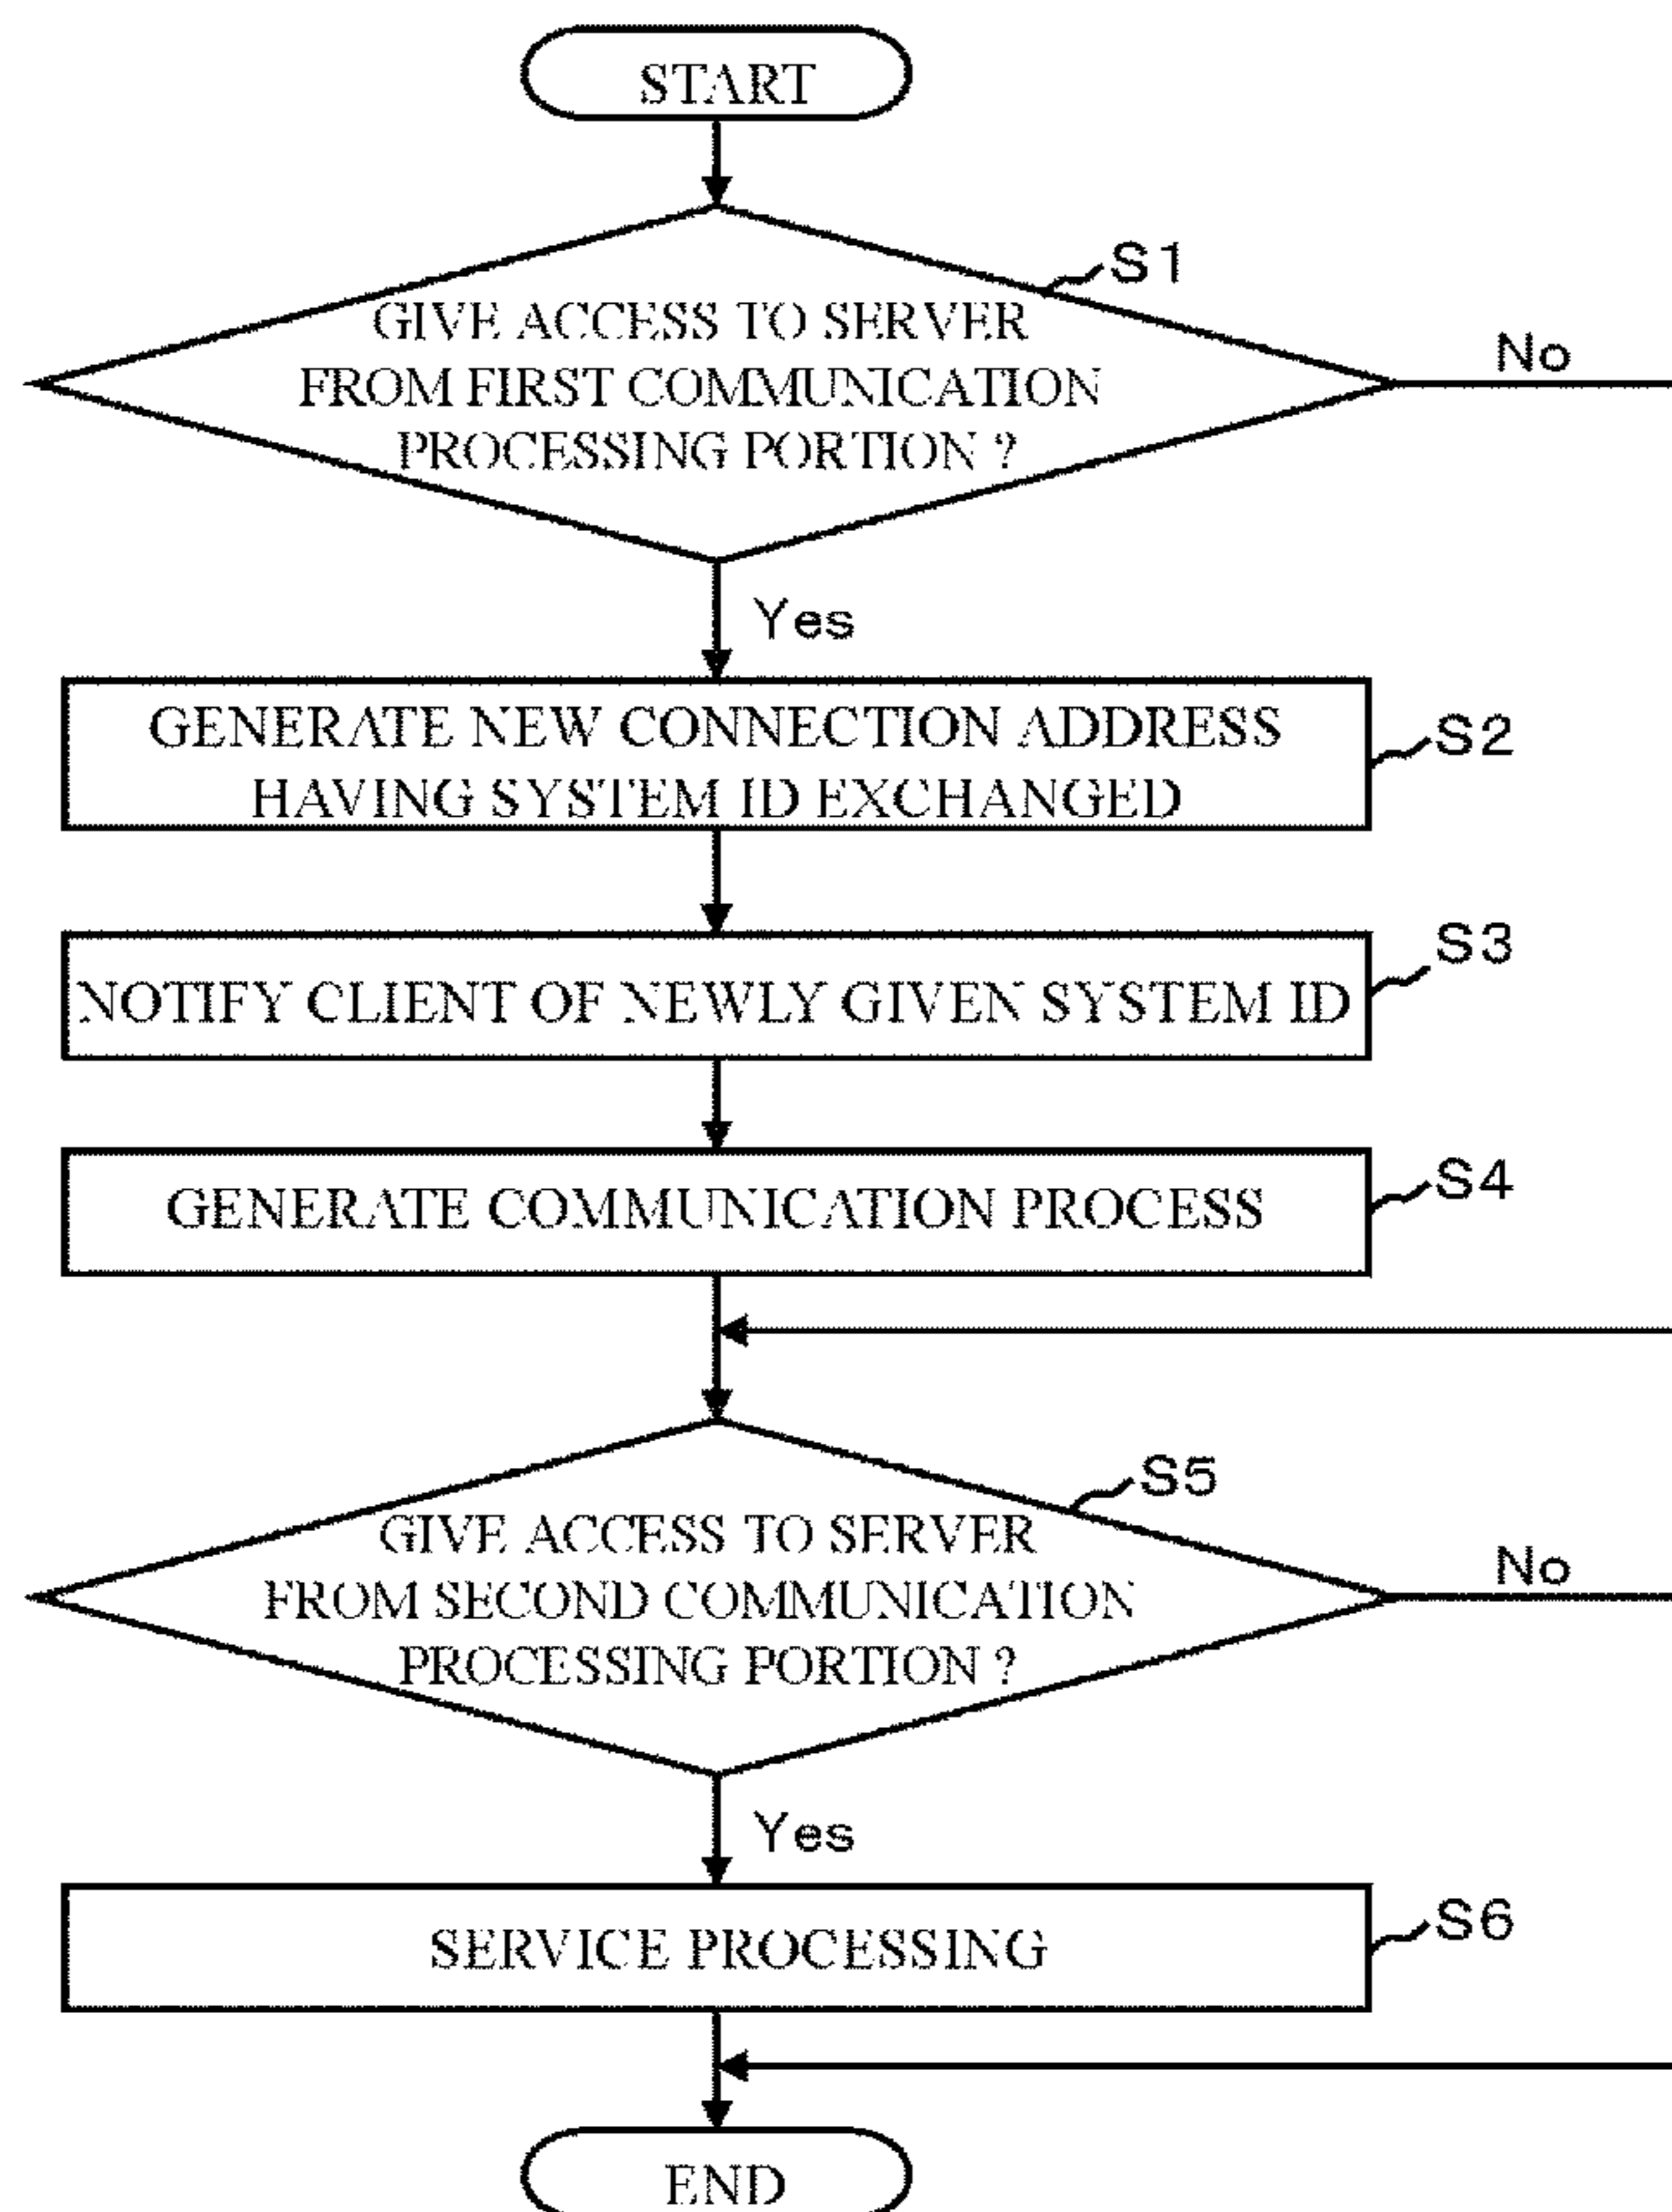 START
S1
GIVE ACCESS TO SERVER
FROM FIRST COMMUNICATION
PROCESSING PORTION ?
No
Yes
GENERATE NEW CONNECTION ADDRESS
HAVING SYSTEM ID EXCHANGED
S2
NOTIFY CLIENT OF NEWLY GIVEN SYSTEM ID
S3
GENERATE COMMUNICATION PROCESS
S4
S5
GIVE ACCESS TO SERVER
FROM SECOND COMMUNICATION
PROCESSING PORTION ?
No
Yes
SERVICE PROCESSING
S6
END